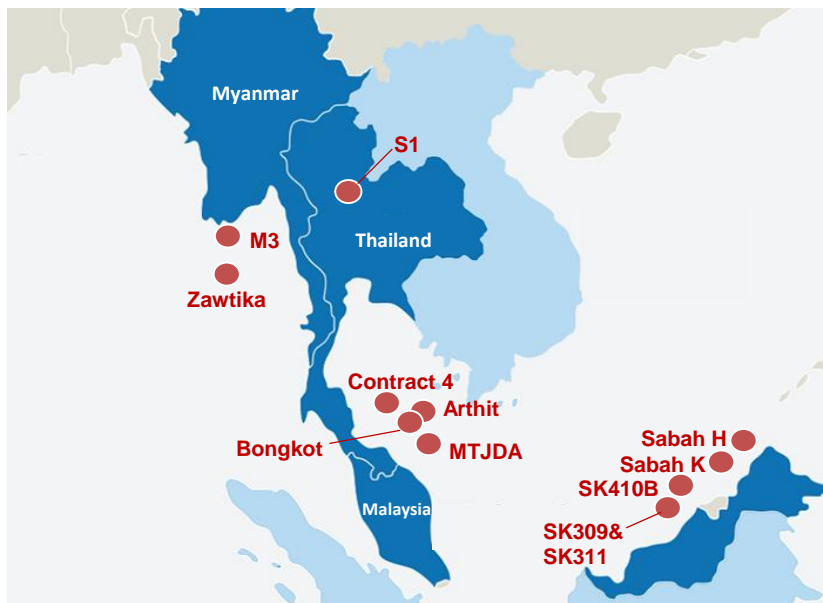 Myanmar
S1
M3
Thailand
Zawtika
Contract 4
Arthit
Bongkot
MTJDA
Sabah H
Sabah K
SK410B
Malaysia
SK309&
SK311